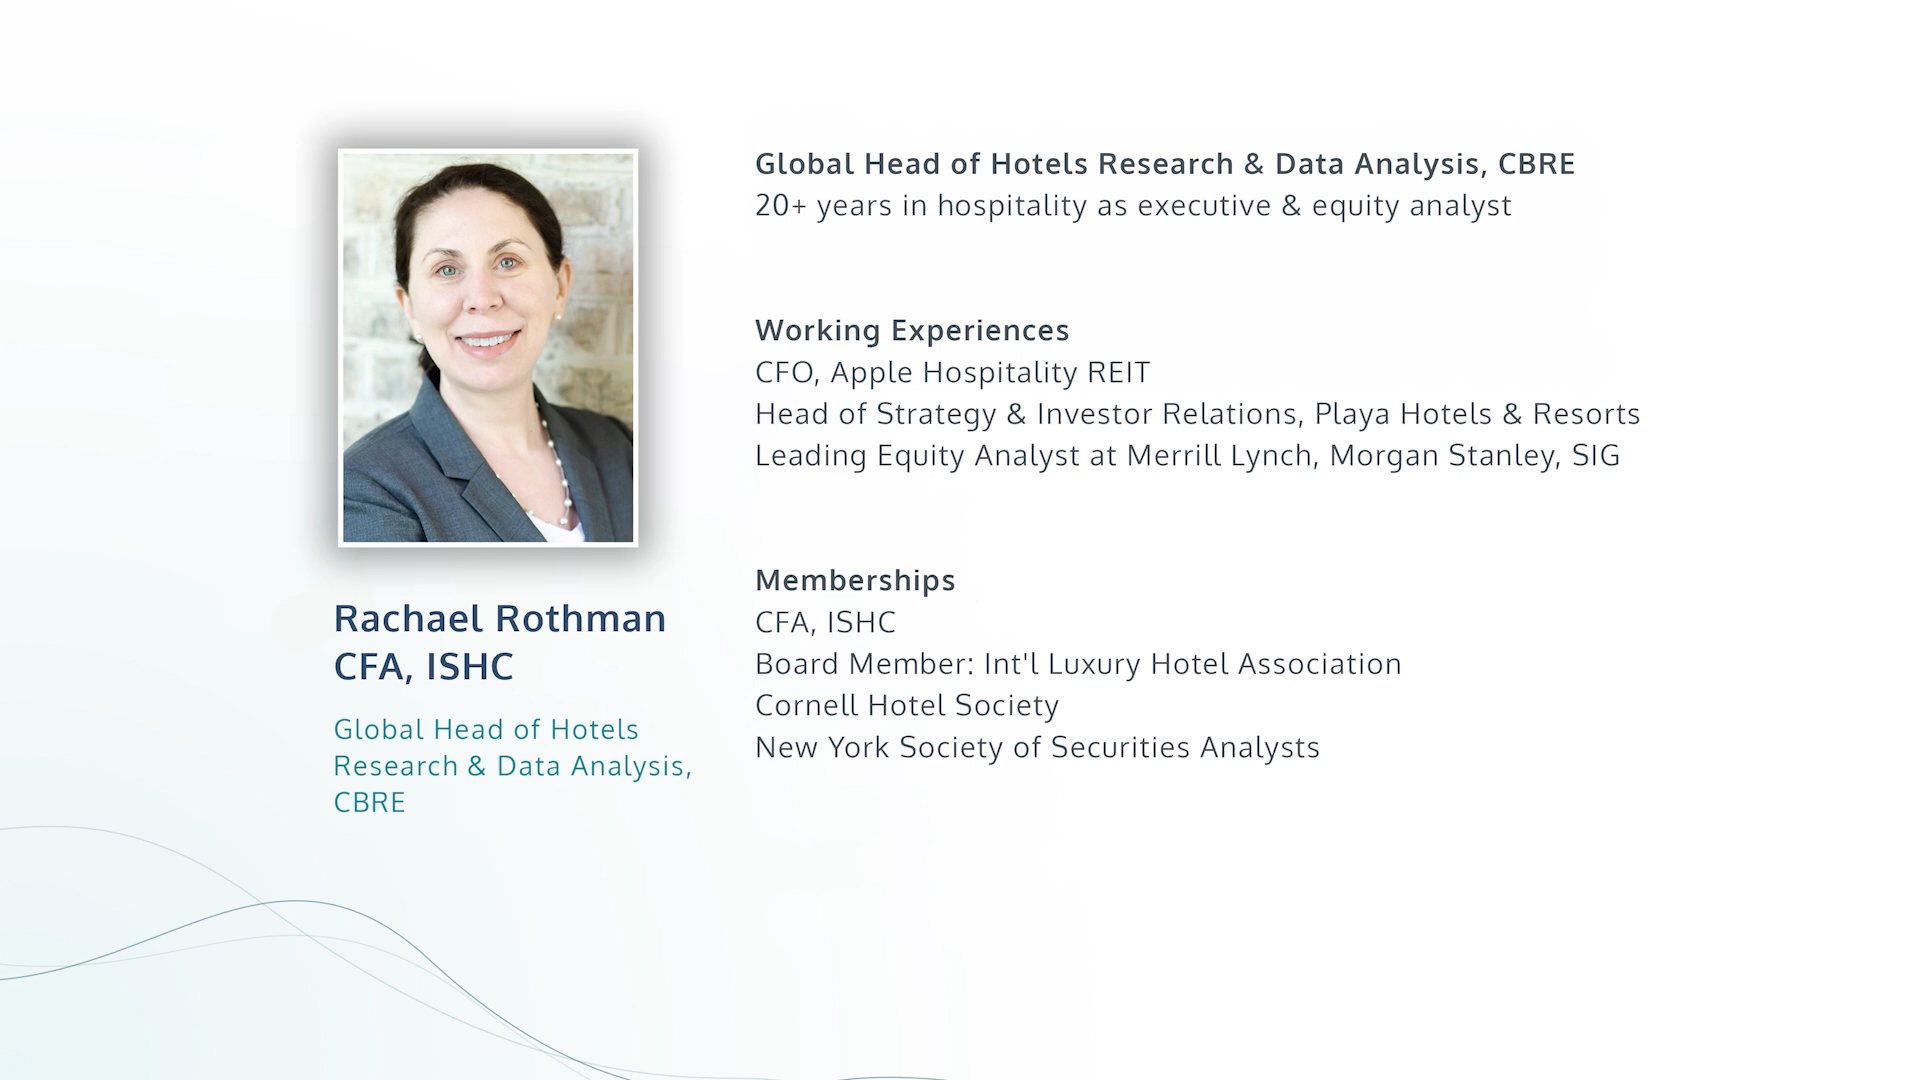 Rachael Rothman
CFA, ISHC
Global Head of Hotels
Research & Data Analysis,
CBRE
Global Head of Hotels Research & Data Analysis, CBRE
20+ years in hospitality as executive & equity analyst
Working Experiences
CFO, Apple Hospitality REIT
Head of Strategy & Investor Relations, Playa Hotels & Resorts
Leading Equity Analyst at Merrill Lynch, Morgan Stanley, SIG
Memberships
CFA, ISHC
Board Member: Int'l Luxury Hotel Association
Cornell Hotel Society
New York Society of Securities Analysts